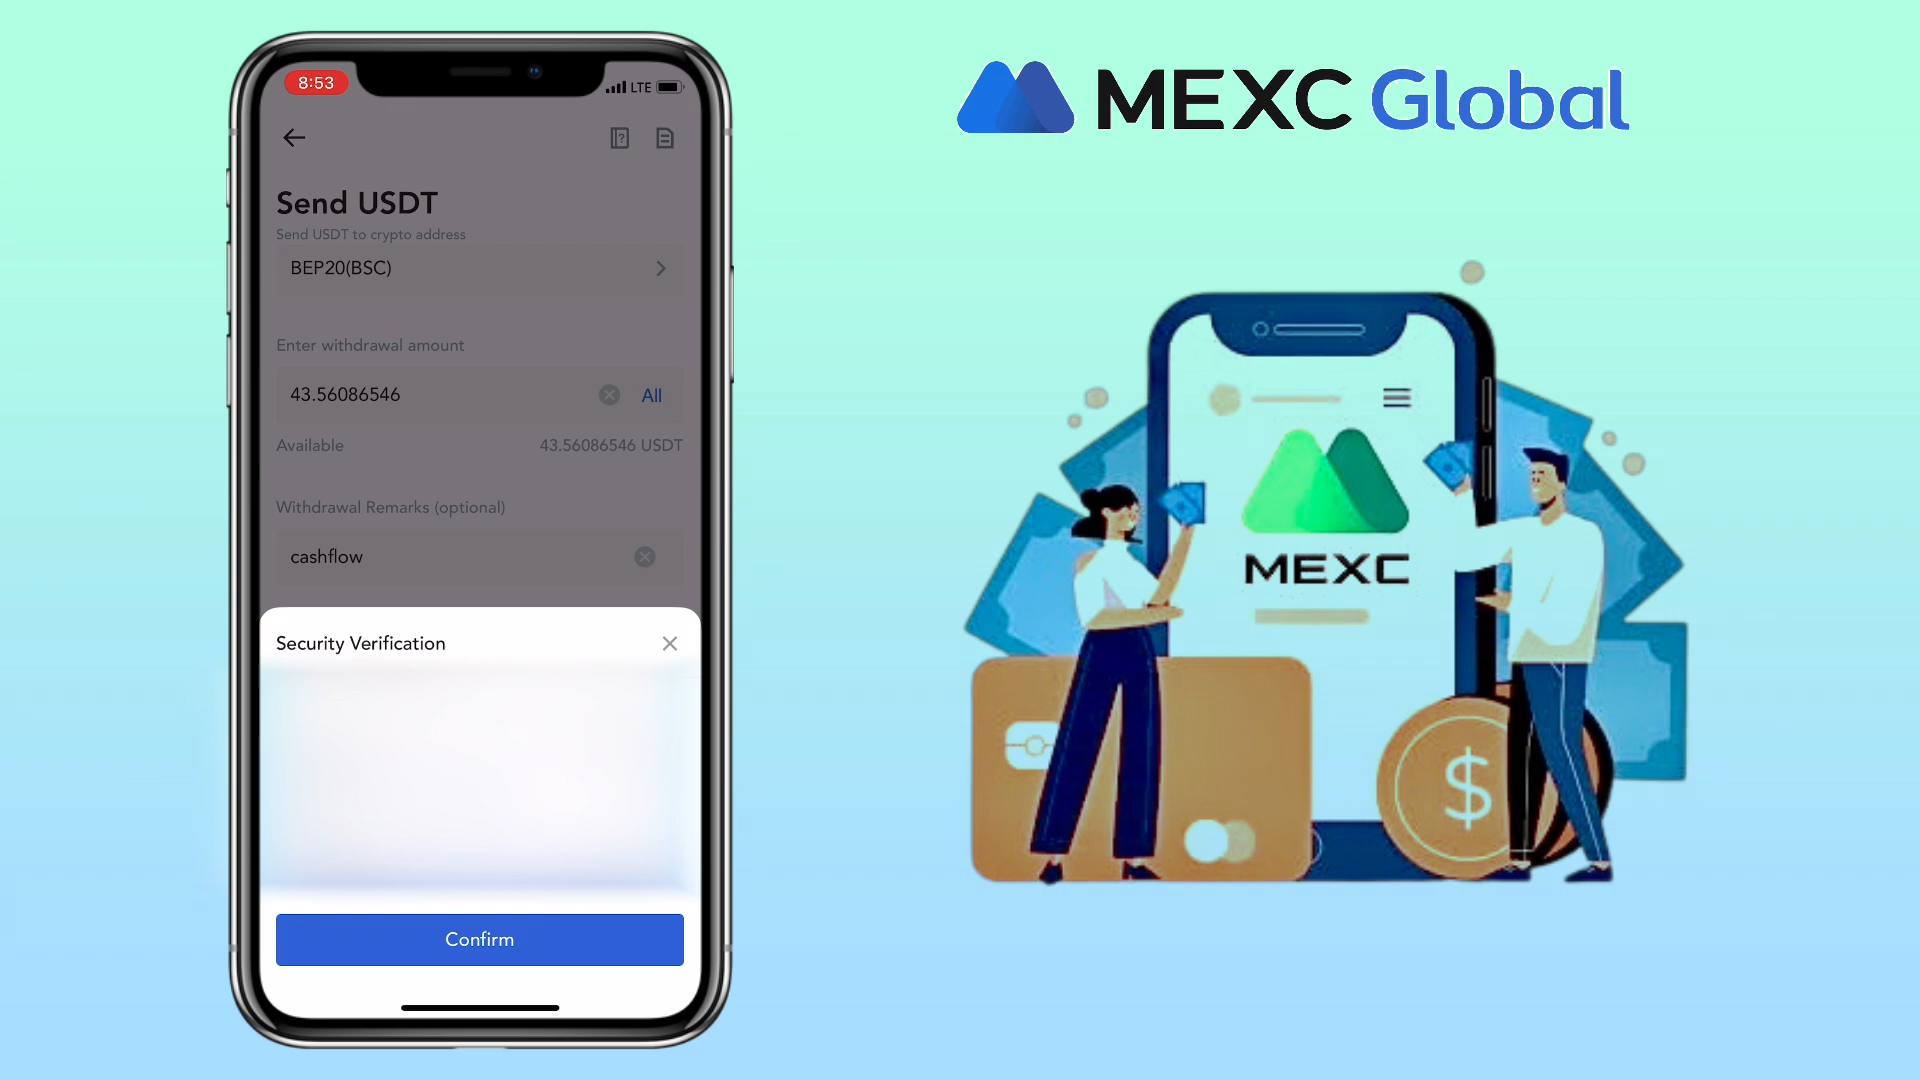 8:53
LTE
Send USDT
Send USDT to crypto address
BEP20(BSC)
Enter withdrawal amount
43.56086546
All
Available
43.56086546 USDT
Withdrawal Remarks (optional)
cashflow
Security Verification
Confirm
MEXC Global
MEXC
$